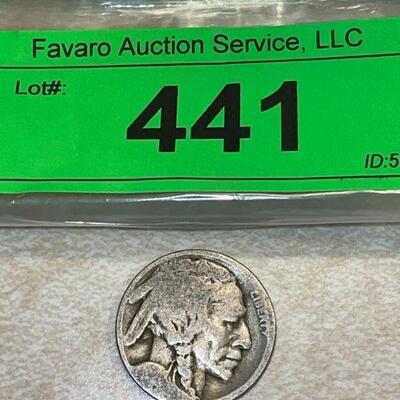 Favaro Auction Service, LLC
Lot#:
441
ID:5
LIBERTY